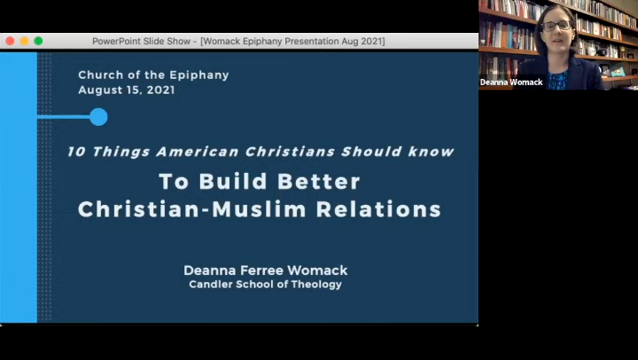 PowerPoint Slide Show - [Womack Epiphany Presentation Aug 2021]
Deanna Womack
Church of the Epiphany
August 15, 2021
10 Things American Christians Should know
To Build Better
Christian-Muslim Relations
Deanna Ferree Womack
Candler School of Theology